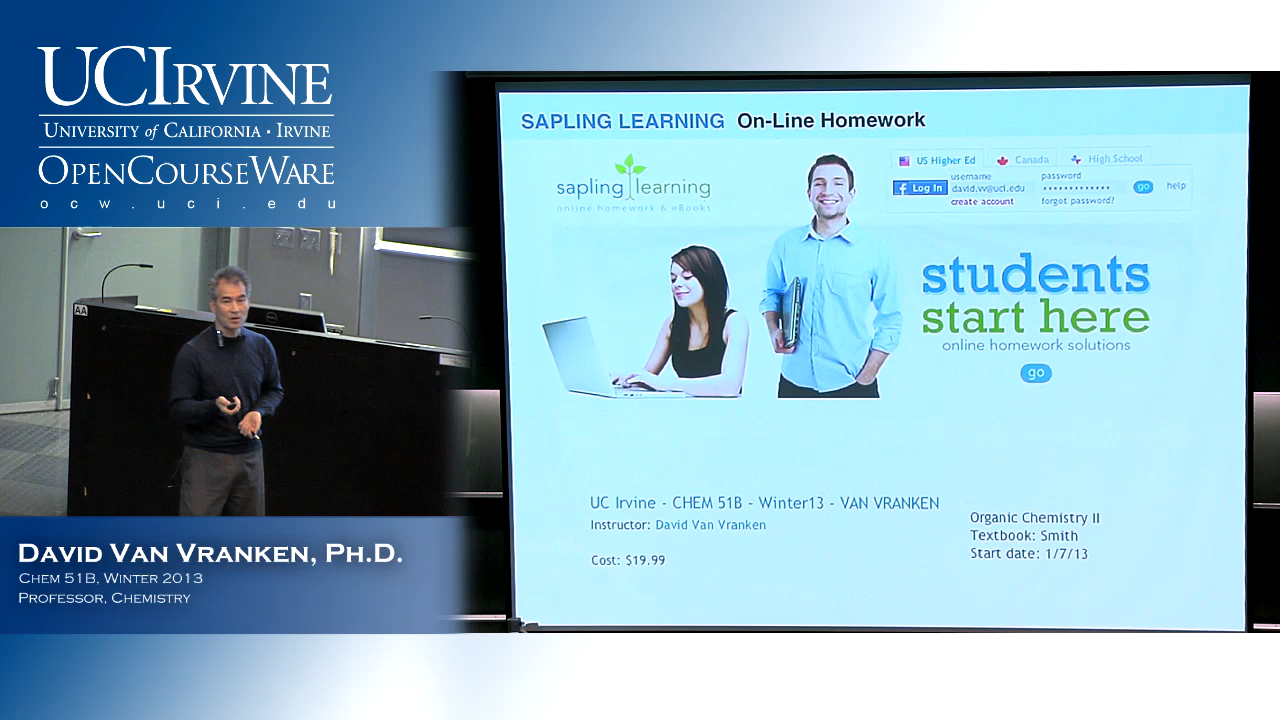 UCIRVINE
UNIVERSITY of CALIFORNIA · IRVINE
OPENCOURSEWARE
ocw.uci.edu
AA
DAVID VAN VRANKEN, PH.D.
CHEM 51B, WINTER 2013
PROFESSOR, CHEMISTRY
SAPLING LEARNING On-Line Homework
sapling learning
online homework & eBooks
US Higher Ed
Canada
High School
username
password
f Log In
david.vv@uci.edu
•••••••••••••
go
help
create account
forgot password?
students
start here
online homework solutions
go
UC Irvine - CHEM 51B - Winter13 - VAN VRANKEN
Instructor: David Van Vranken
Cost: $19.99
Organic Chemistry II
Textbook: Smith
Start date: 1/7/13